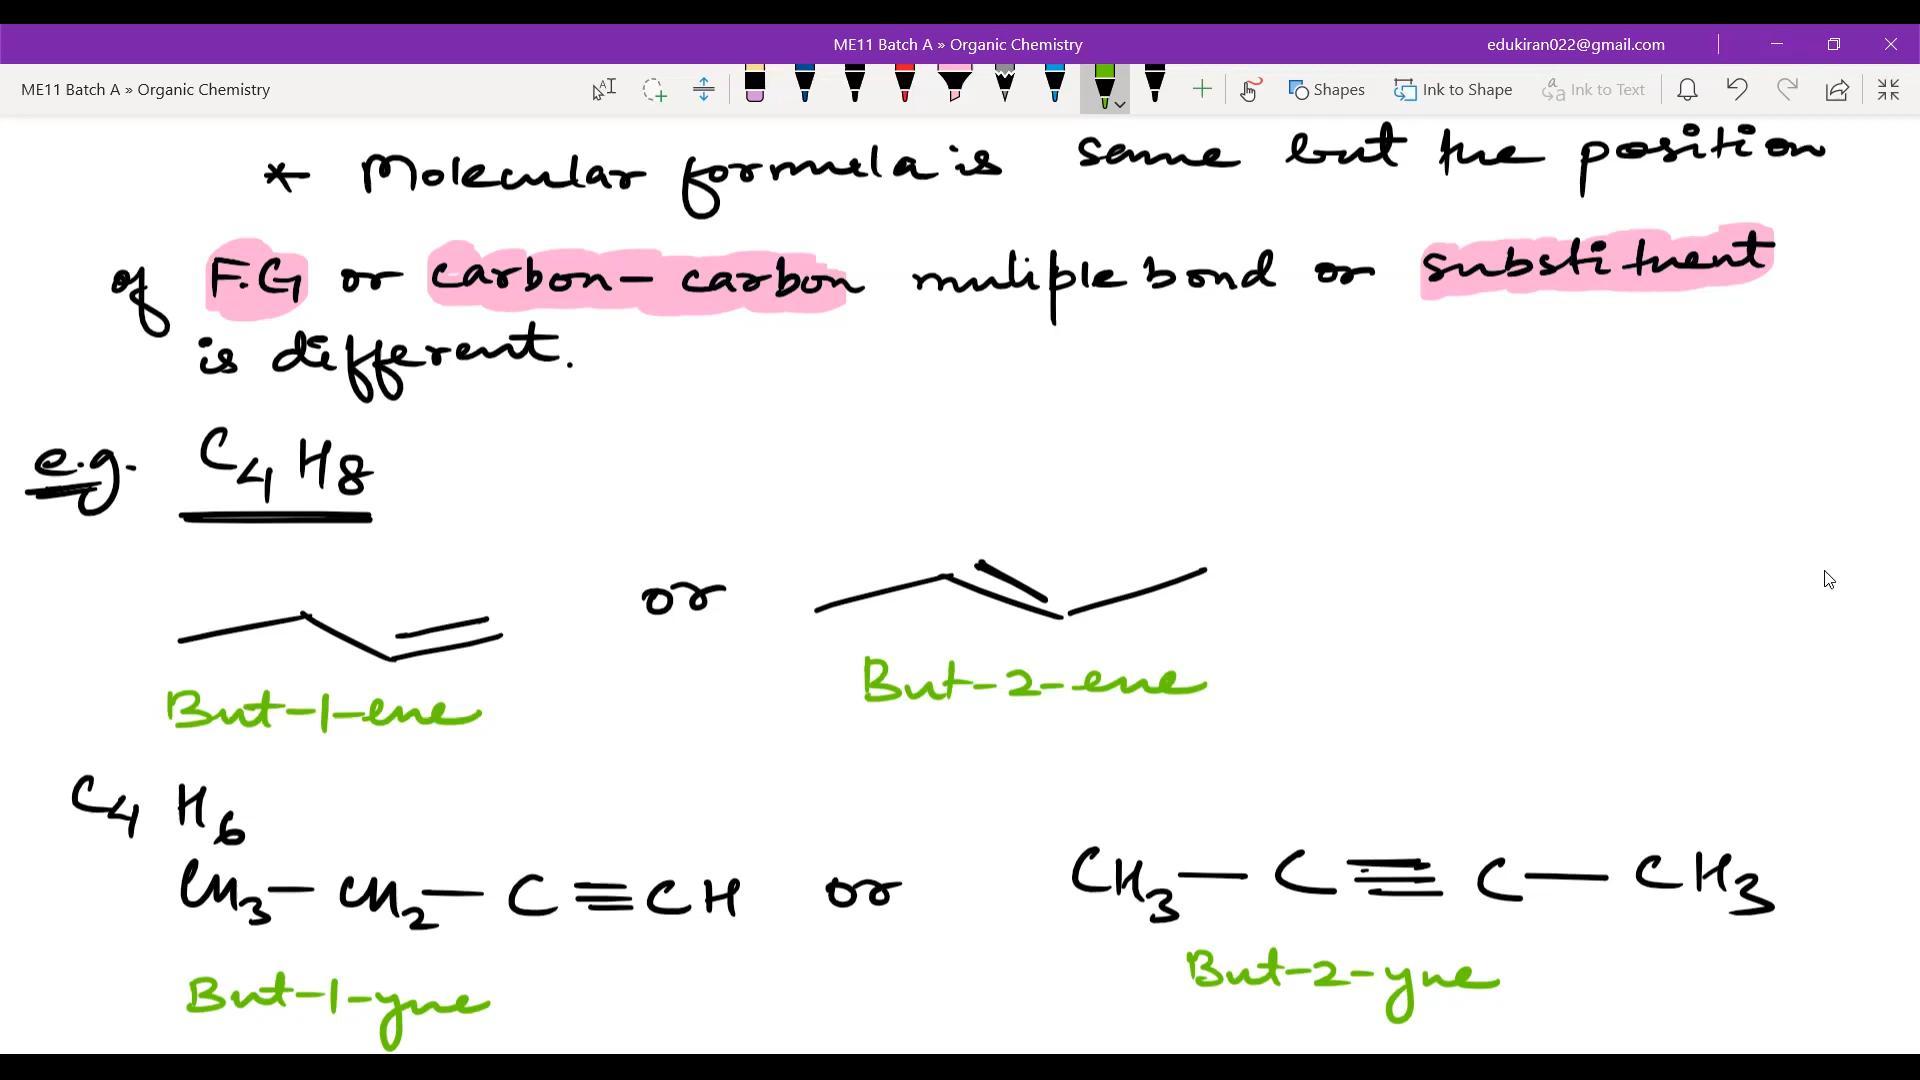 ME11 Batch A » Organic Chemistry
edukiran022@gmail.com
ME11 Batch A » Organic Chemistry
Shapes
Ink to Shape
Ink to Text
* Molecular formula is same but the position
of F.G or carbon-carbon muliple bond or substituent
is different.
e.g. C4H8
or
But-1-ene
But-2-ene
C4H6
CH3-CH2-C≡CH or CH3-C≡C-CH3
But-1-yne
But-2-yne